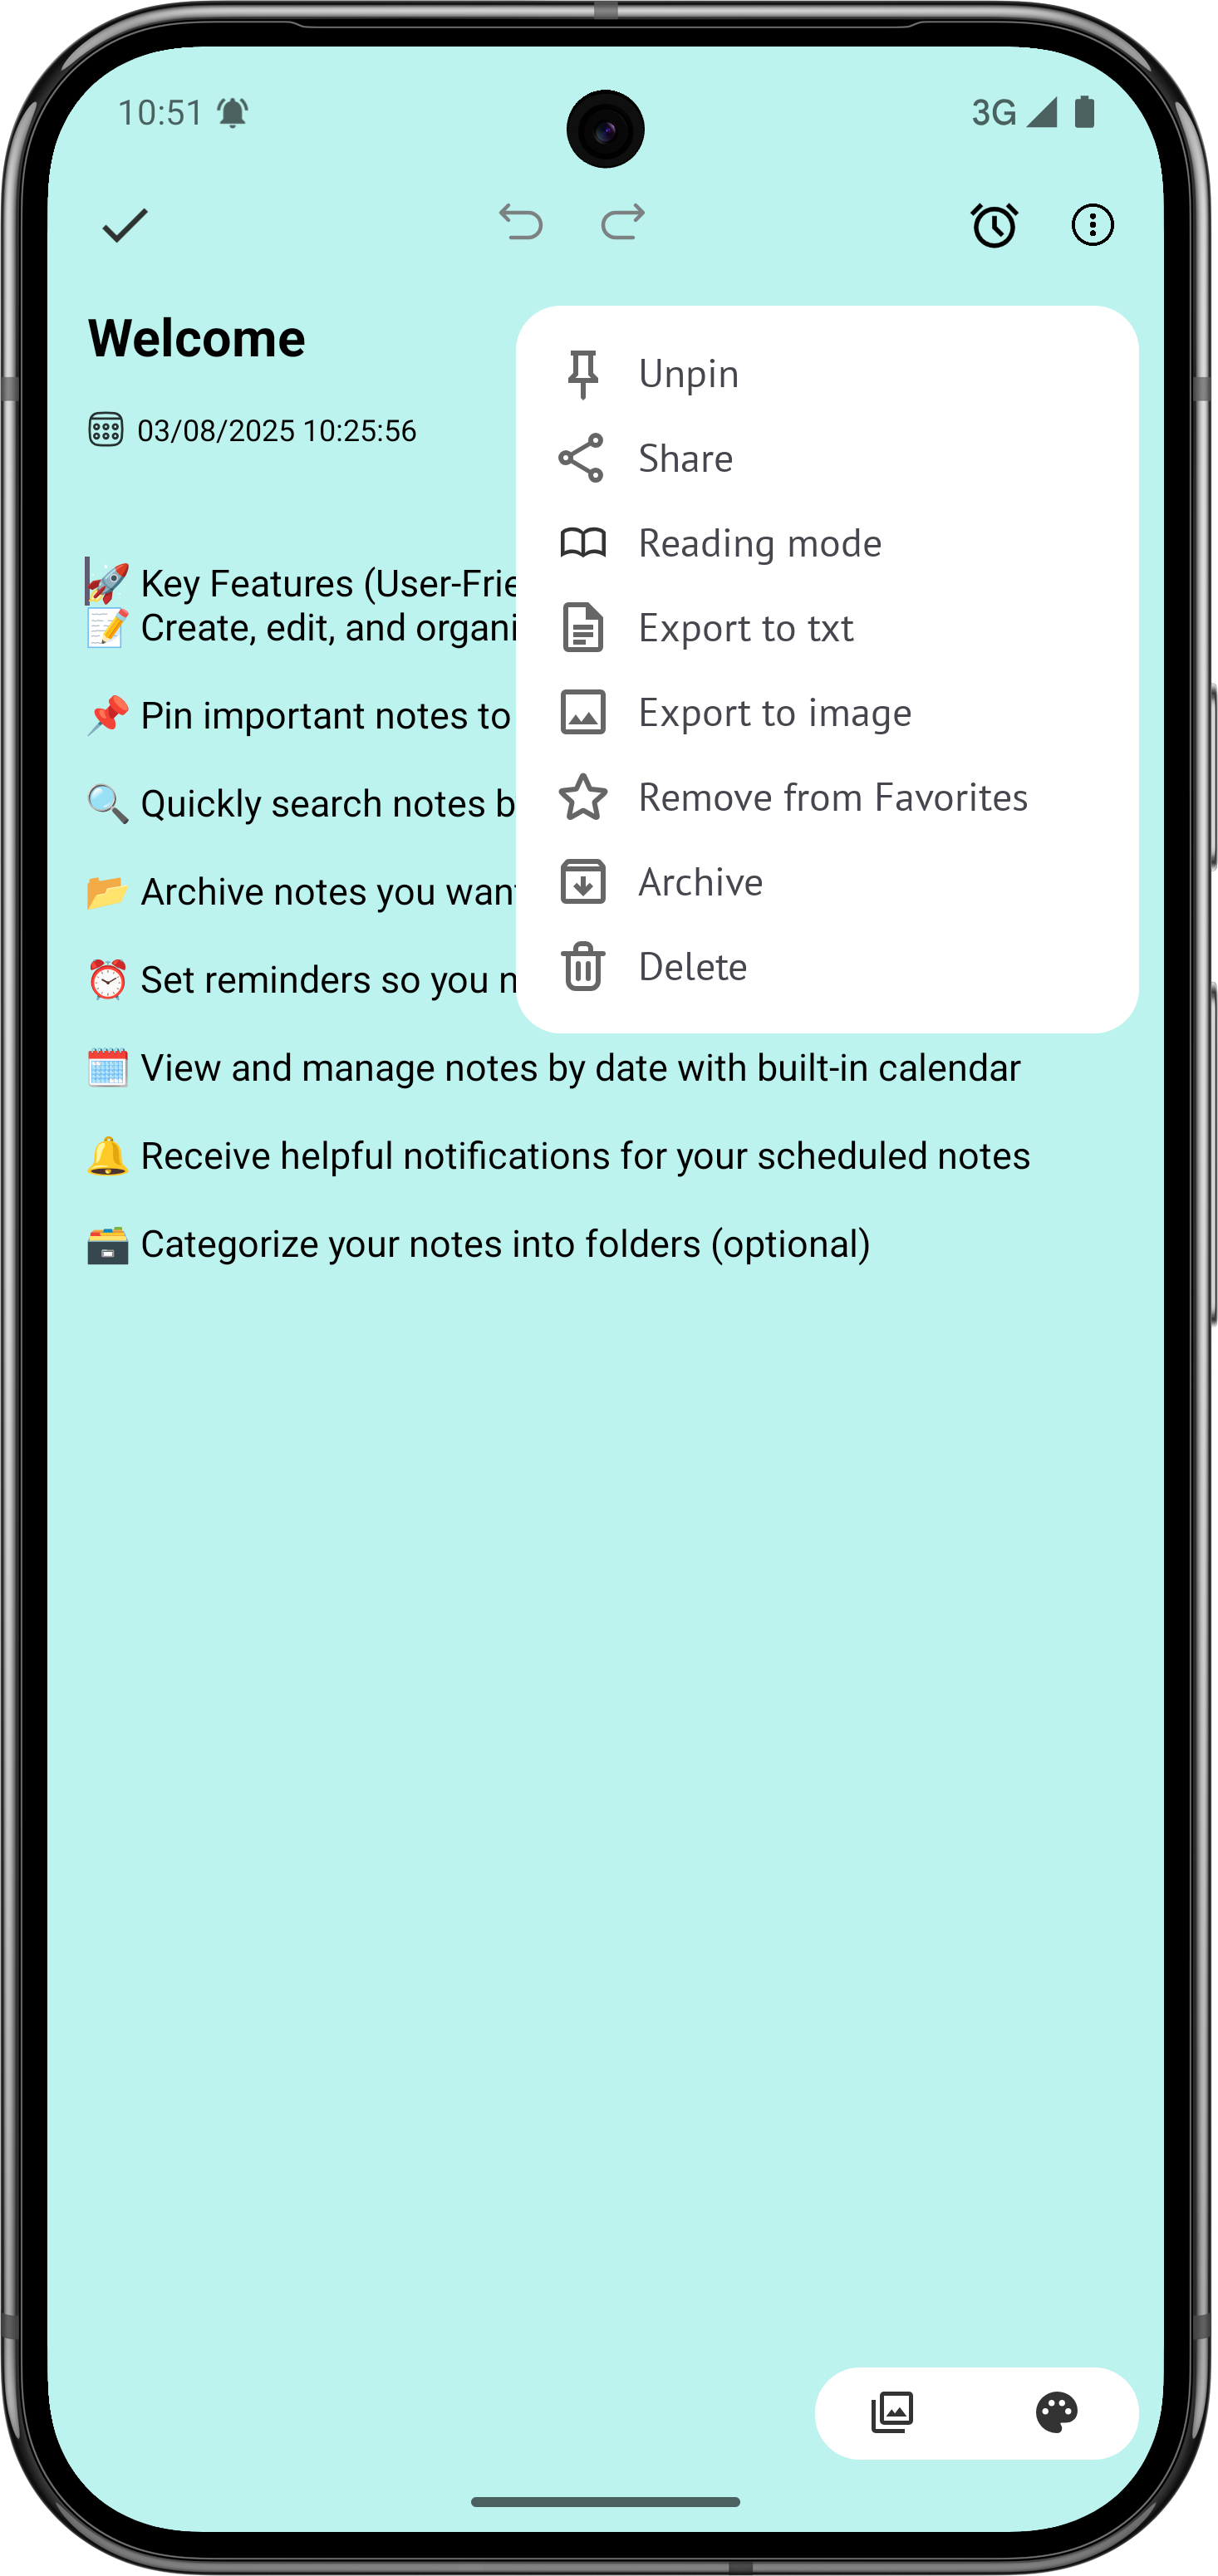 10:51 3G
Welcome
03/08/2025 10:25:56
Unpin
Share
Reading mode
Export to txt
Export to image
Remove from Favorites
Archive
Delete
🚀 Key Features (User-Frie
📝 Create, edit, and organi
📌 Pin important notes to
🔍 Quickly search notes b
📂 Archive notes you want
⏰ Set reminders so you n
🗓️ View and manage notes by date with built-in calendar
🔔 Receive helpful notifications for your scheduled notes
🗃️ Categorize your notes into folders (optional)